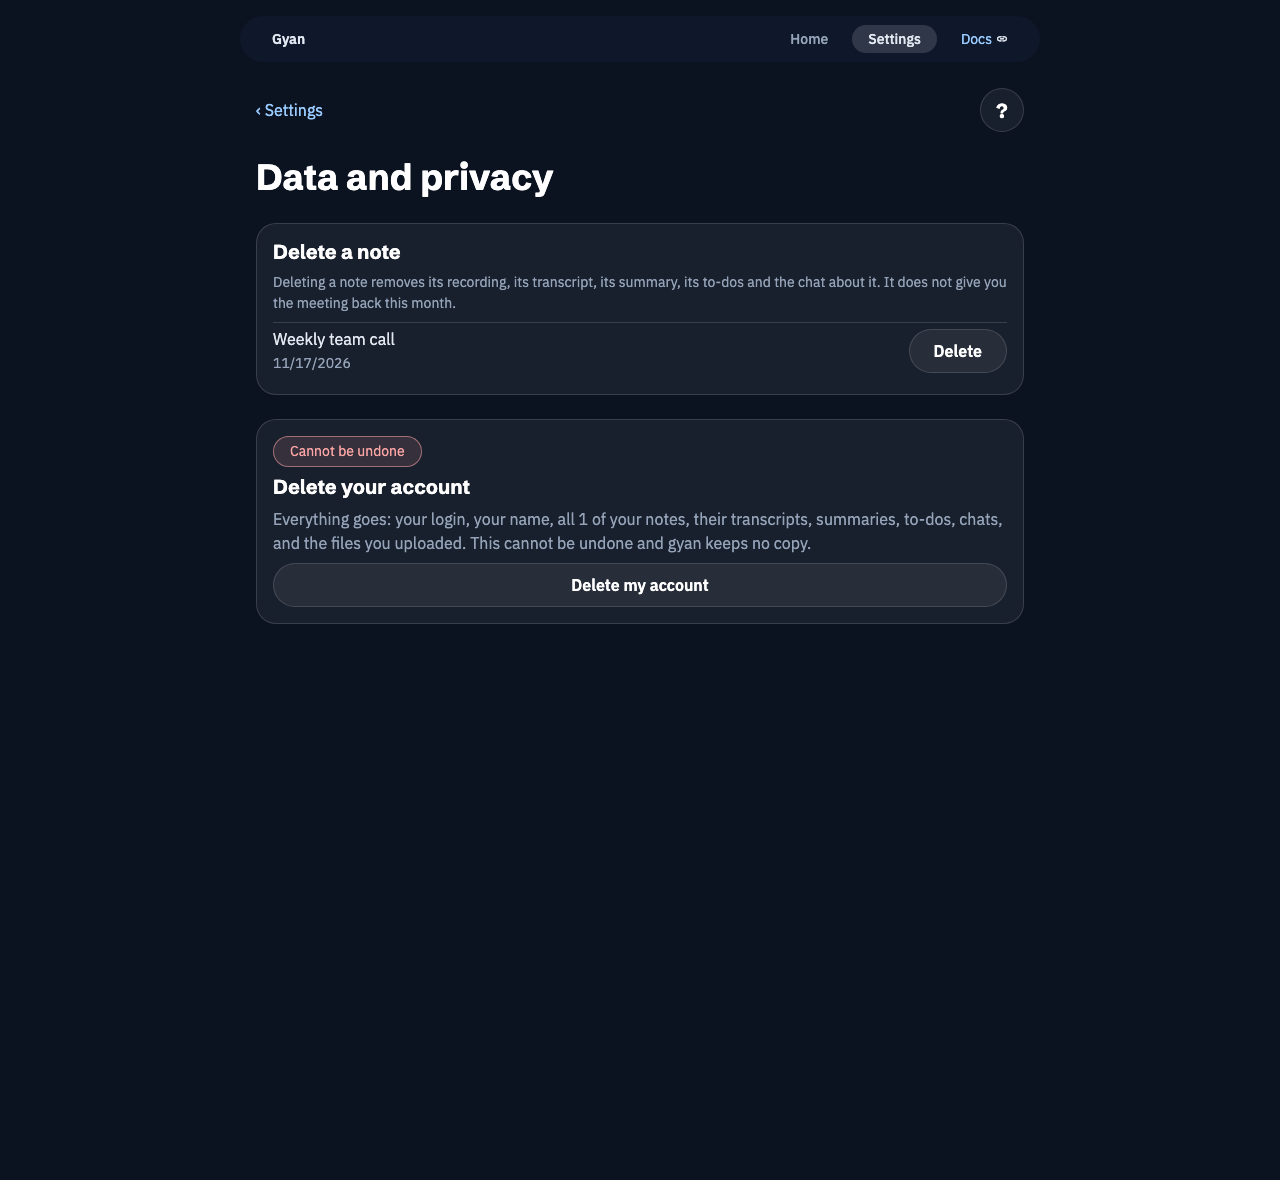 Gyan
Home
Settings
Docs
‹ Settings
?
Data and privacy
Delete a note
Deleting a note removes its recording, its transcript, its summary, its to-dos and the chat about it. It does not give you
the meeting back this month.
Weekly team call
11/17/2026
Delete
Cannot be undone
Delete your account
Everything goes: your login, your name, all 1 of your notes, their transcripts, summaries, to-dos, chats,
and the files you uploaded. This cannot be undone and gyan keeps no copy.
Delete my account